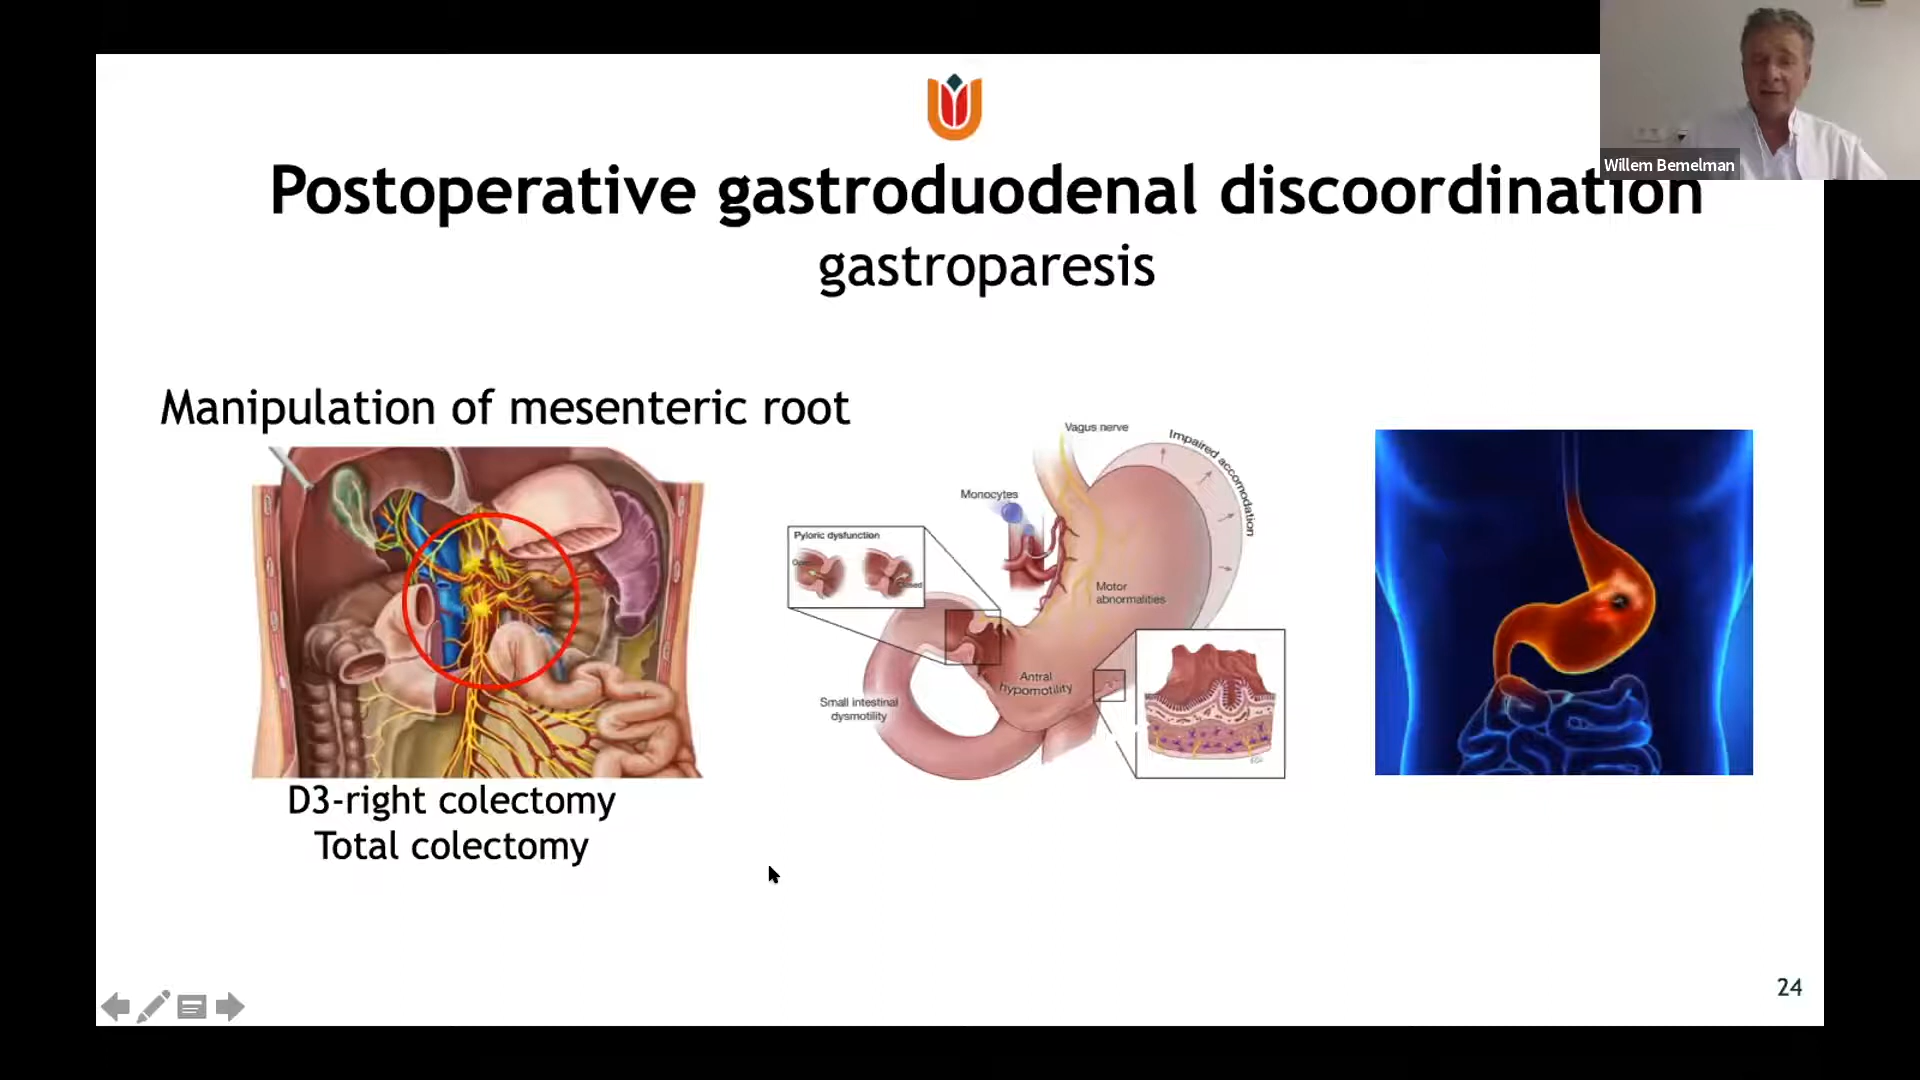 Willem Bemelman
Postoperative gastroduodenal discoordination
gastroparesis
Manipulation of mesenteric root
Vagus nerve
Impaired accomodation
Monocytes
Pyloric dysfunction
Motor
abnormalities
Antral
hypomotility
Small intestinal
dysmotility
D3-right colectomy
Total colectomy
24